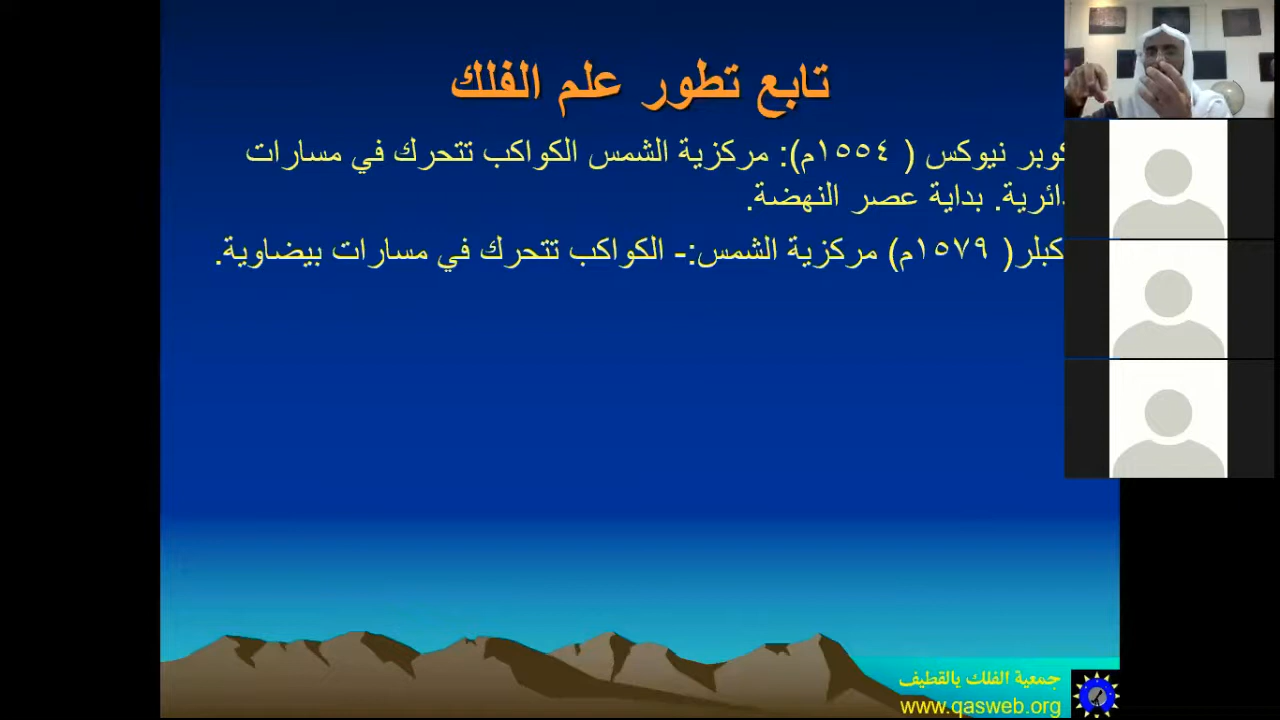 تابع تطور علم الفلك
كوبر نيوكس ( ١٥٥٤م): مركزية الشمس الكواكب تتحرك في مسارات
دائرية. بداية عصر النهضة.
كبلر( ١٥٧٩م) مركزية الشمس:- الكواكب تتحرك في مسارات بيضاوية.
جمعية الفلك بالقطيف
www.qasweb.org